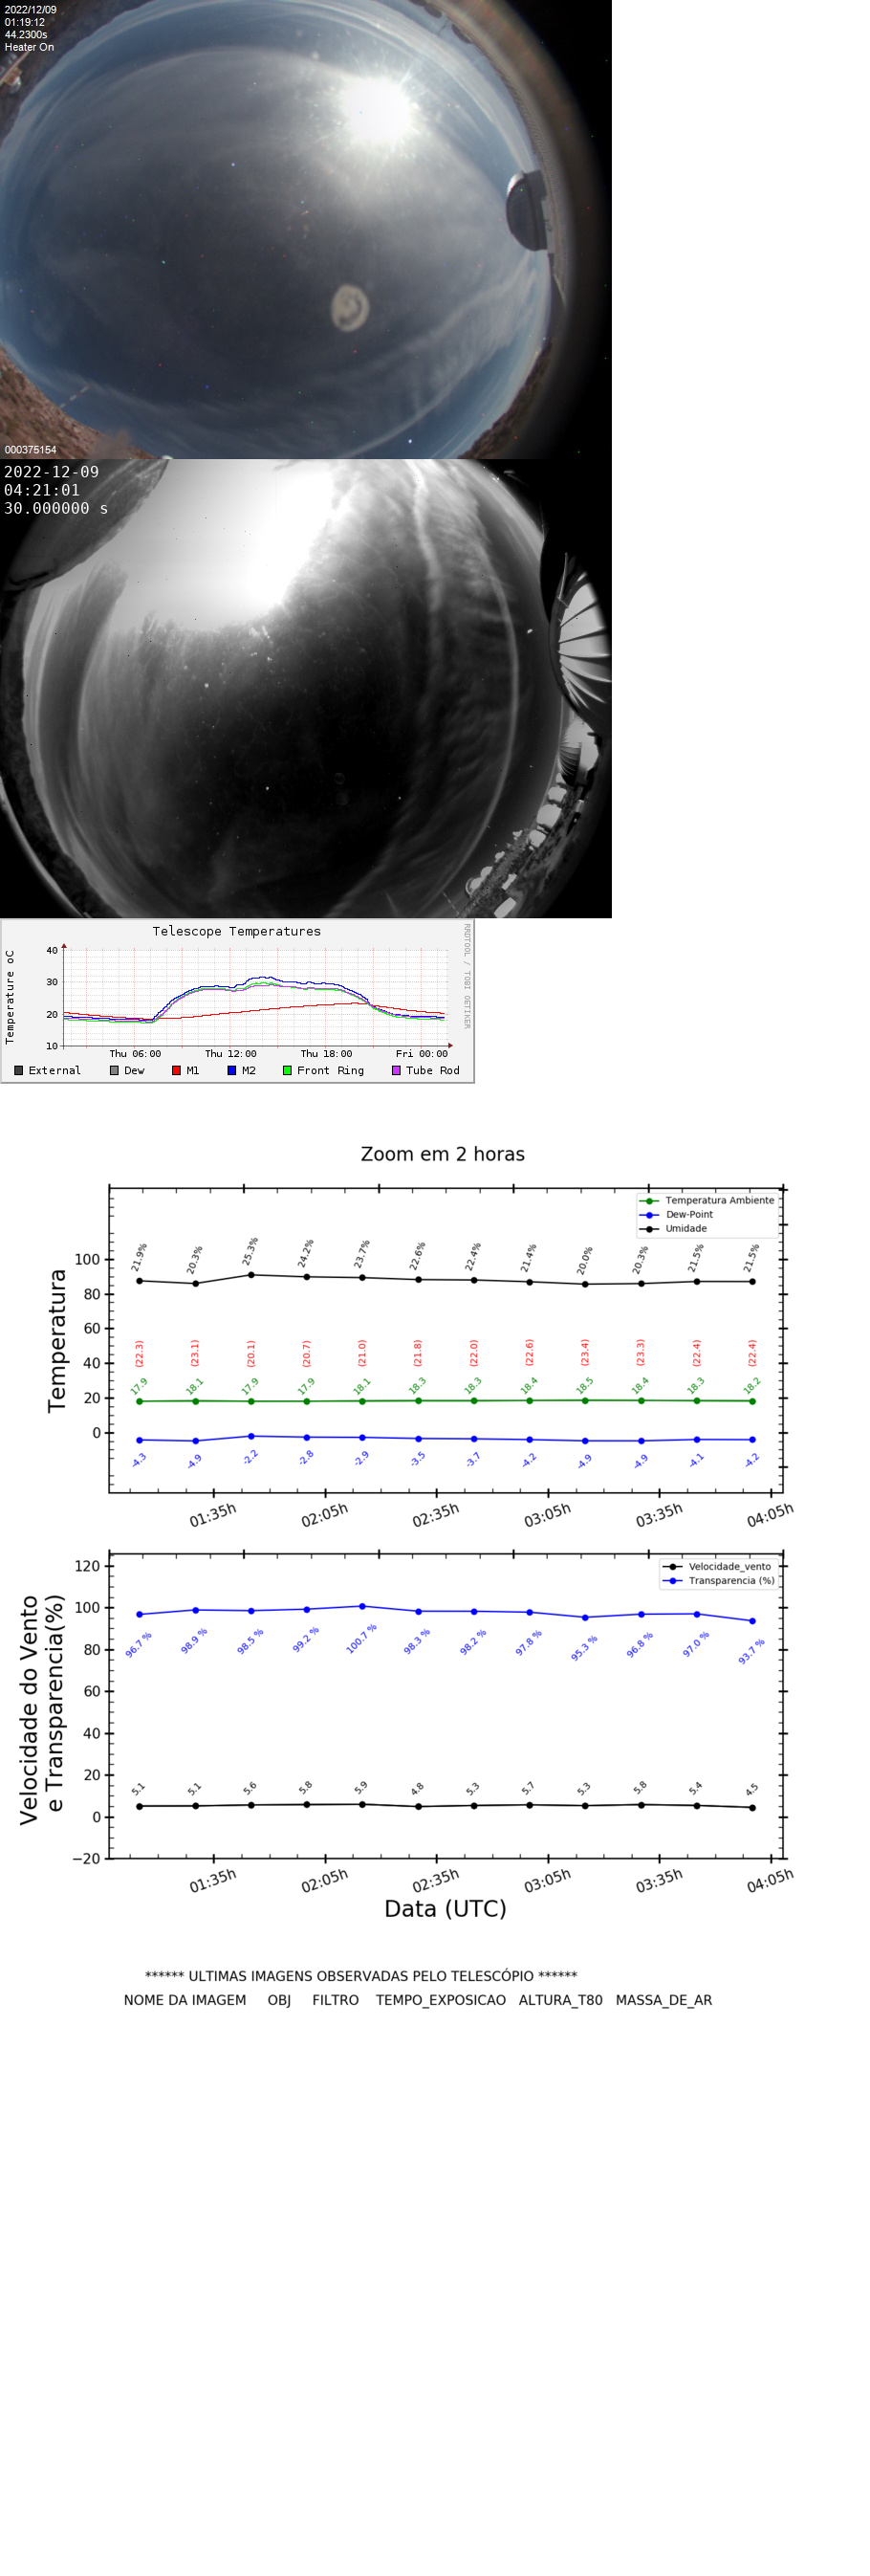 2022/12/09
01:19:12
44.2300s
Heater On
000375154
2022-12-09
04:21:01
30.000000 s
Telescope Temperatures
RRDTOOL / TOBI OETIKER
Temperature oC
40
30
20
10
Thu 06:00 Thu 12:00 Thu 18:00 Fri 00:00
External Dew M1 M2 Front Ring Tube Rod
Zoom em 2 horas
Temperatura Ambiente
Dew-Point
Umidade
Temperatura
100
80
60
40
20
0
21.9% 20.3% 25.3% 24.2% 23.7% 22.6% 22.4% 21.4% 20.0% 20.3% 21.5% 21.5%
(22.3) (23.1) (20.1) (20.7) (21.0) (21.8) (22.0) (22.6) (23.4) (23.3) (22.4) (22.4)
17.9 18.1 17.9 17.9 18.1 18.3 18.3 18.4 18.5 18.4 18.3 18.2
-4.3 -4.9 -2.2 -2.8 -2.9 -3.5 -3.7 -4.2 -4.9 -4.9 -4.1 -4.2
01:35h 02:05h 02:35h 03:05h 03:35h 04:05h
Velocidade_vento
Transparencia (%)
Velocidade do Vento
e Transparencia(%)
120
100
80
60
40
20
0
−20
96.7 % 98.9 % 98.5 % 99.2 % 100.7 % 98.3 % 98.2 % 97.8 % 95.3 % 96.8 % 97.0 % 93.7 %
5.1 5.1 5.6 5.8 5.9 4.8 5.3 5.7 5.3 5.8 5.4 4.5
01:35h 02:05h 02:35h 03:05h 03:35h 04:05h
Data (UTC)
****** ULTIMAS IMAGENS OBSERVADAS PELO TELESCÓPIO ******
NOME DA IMAGEM OBJ FILTRO TEMPO_EXPOSICAO ALTURA_T80 MASSA_DE_AR